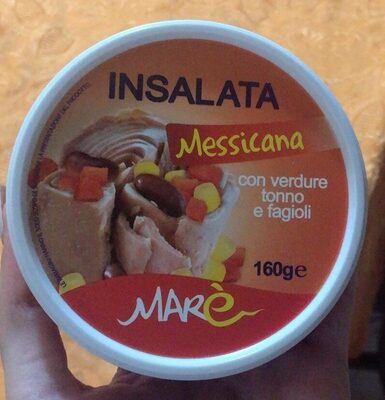 INSALATA
Messicana
con verdure
tonno
e fagioli
160g e
MARè